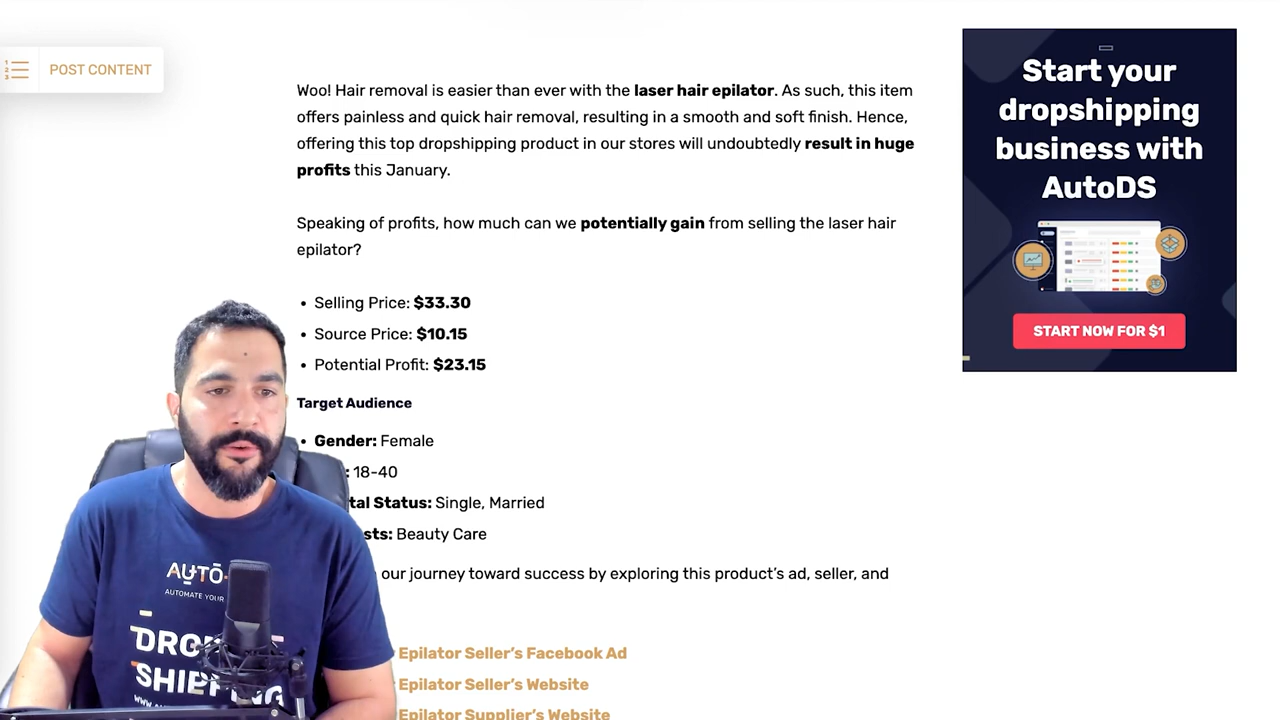 POST CONTENT
Woo! Hair removal is easier than ever with the laser hair epilator. As such, this item
offers painless and quick hair removal, resulting in a smooth and soft finish. Hence,
offering this top dropshipping product in our stores will undoubtedly result in huge
profits this January.
Speaking of profits, how much can we potentially gain from selling the laser hair
epilator?
• Selling Price: $33.30
• Source Price: $10.15
• Potential Profit: $23.15
Target Audience
• Gender: Female
: 18-40
tal Status: Single, Married
sts: Beauty Care
our journey toward success by exploring this product's ad, seller, and
Epilator Seller's Facebook Ad
Epilator Seller's Website
Epilator Supplier's Website
Start your
dropshipping
business with
AutoDS
START NOW FOR $1
AUTO
AUTOMATE YOUR
DRO
SHIPPING
WWW.